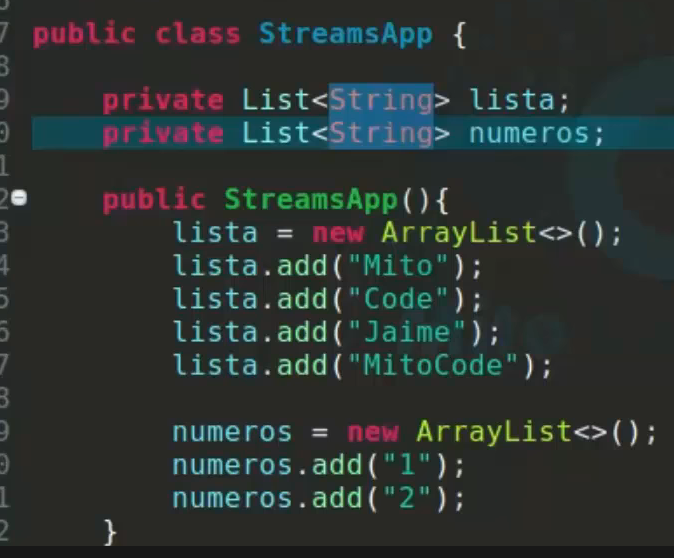 7 public class StreamsApp {
8
9 private List<String> lista;
0 private List<String> numeros;
1
2 public StreamsApp(){
3 lista = new ArrayList<>();
4 lista.add("Mito");
5 lista.add("Code");
6 lista.add("Jaime");
7 lista.add("MitoCode");
8
9 numeros = new ArrayList<>();
0 numeros.add("1");
1 numeros.add("2");
2 }